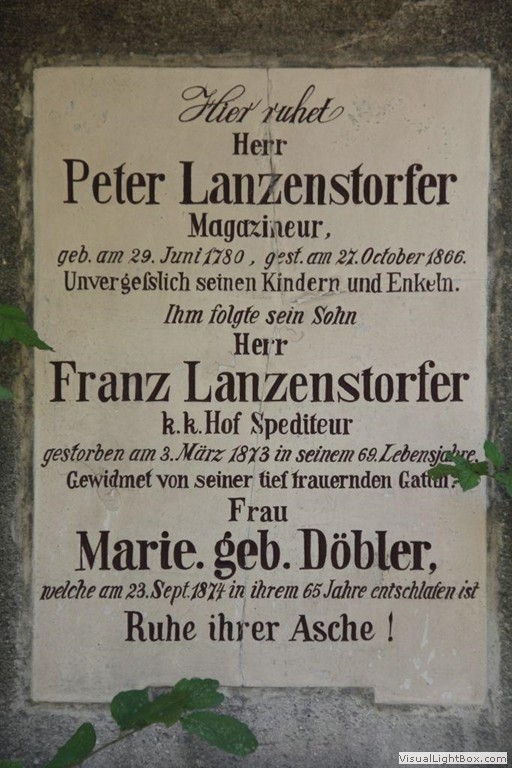 Hier ruhet
Herr
Peter Lanzenstorfer
Magazineur,
geb. am 29. Juni 1780, gest. am 27. October 1866.
Unvergeſslich seinen Kindern und Enkeln.
Ihm folgte sein Sohn
Herr
Franz Lanzenstorfer
k.k. Hof Spediteur
gestorben am 3. März 1873 in seinem 69. Lebensjahre.
Gewidmet von seiner tief trauernden Gattin.
Frau
Marie. geb. Döbler,
welche am 23. Sept. 1874 in ihrem 65 Jahre entschlafen ist
Ruhe ihrer Asche !
VisualLightBox.com